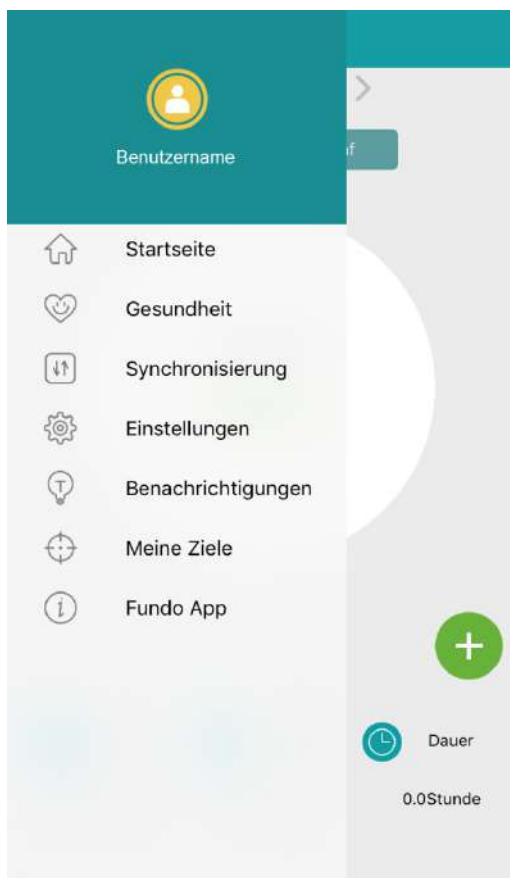 Benutzername
Startseite
Gesundheit
Synchronisierung
Einstellungen
Benachrichtigungen
Meine Ziele
Fundo App
Dauer
0.0Stunde